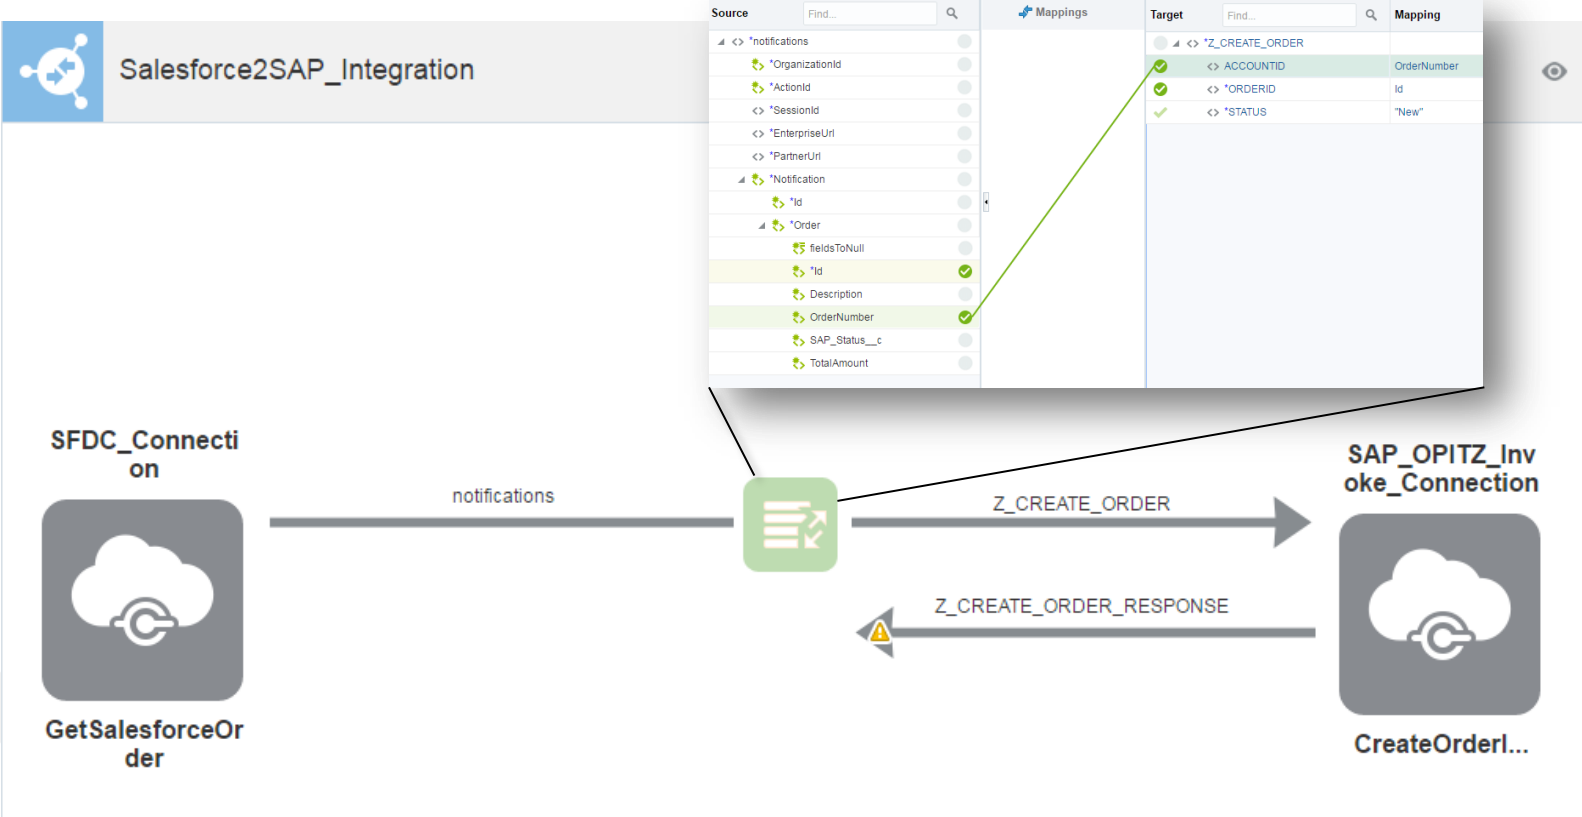 Salesforce2SAP_Integration
Source
Find...
Mappings
Target
Find...
Mapping
*notifications
*OrganizationId
*ActionId
*SessionId
*EnterpriseUrl
*PartnerUrl
*Notification
*Id
*Order
fieldsToNull
*Id
Description
OrderNumber
SAP_Status__c
TotalAmount
*Z_CREATE_ORDER
ACCOUNTID OrderNumber
*ORDERID Id
*STATUS "New"
SFDC_Connecti
on
notifications
GetSalesforceOr
der
Z_CREATE_ORDER
Z_CREATE_ORDER_RESPONSE
SAP_OPITZ_Inv
oke_Connection
CreateOrderI...